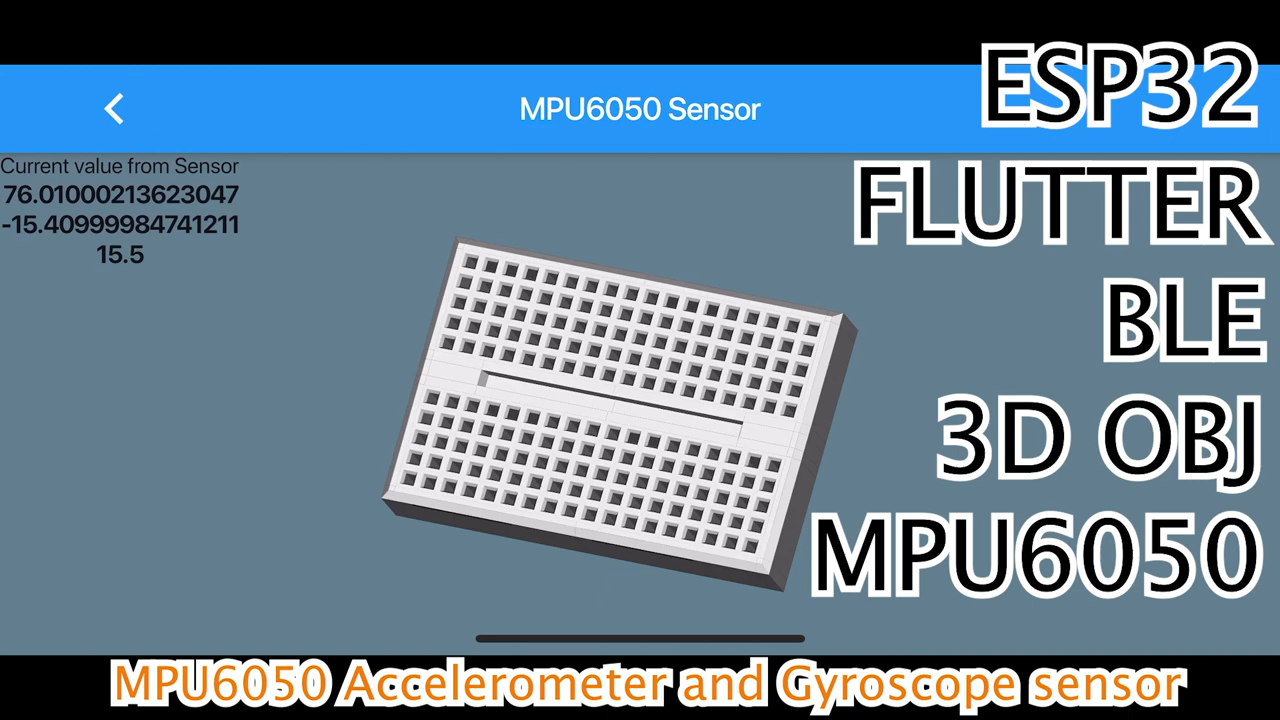 MPU6050 Sensor
Current value from Sensor
76.01000213623047
-15.40999984741211
15.5
ESP32
FLUTTER
BLE
3D OBJ
MPU6050
MPU6050 Accelerometer and Gyroscope sensor